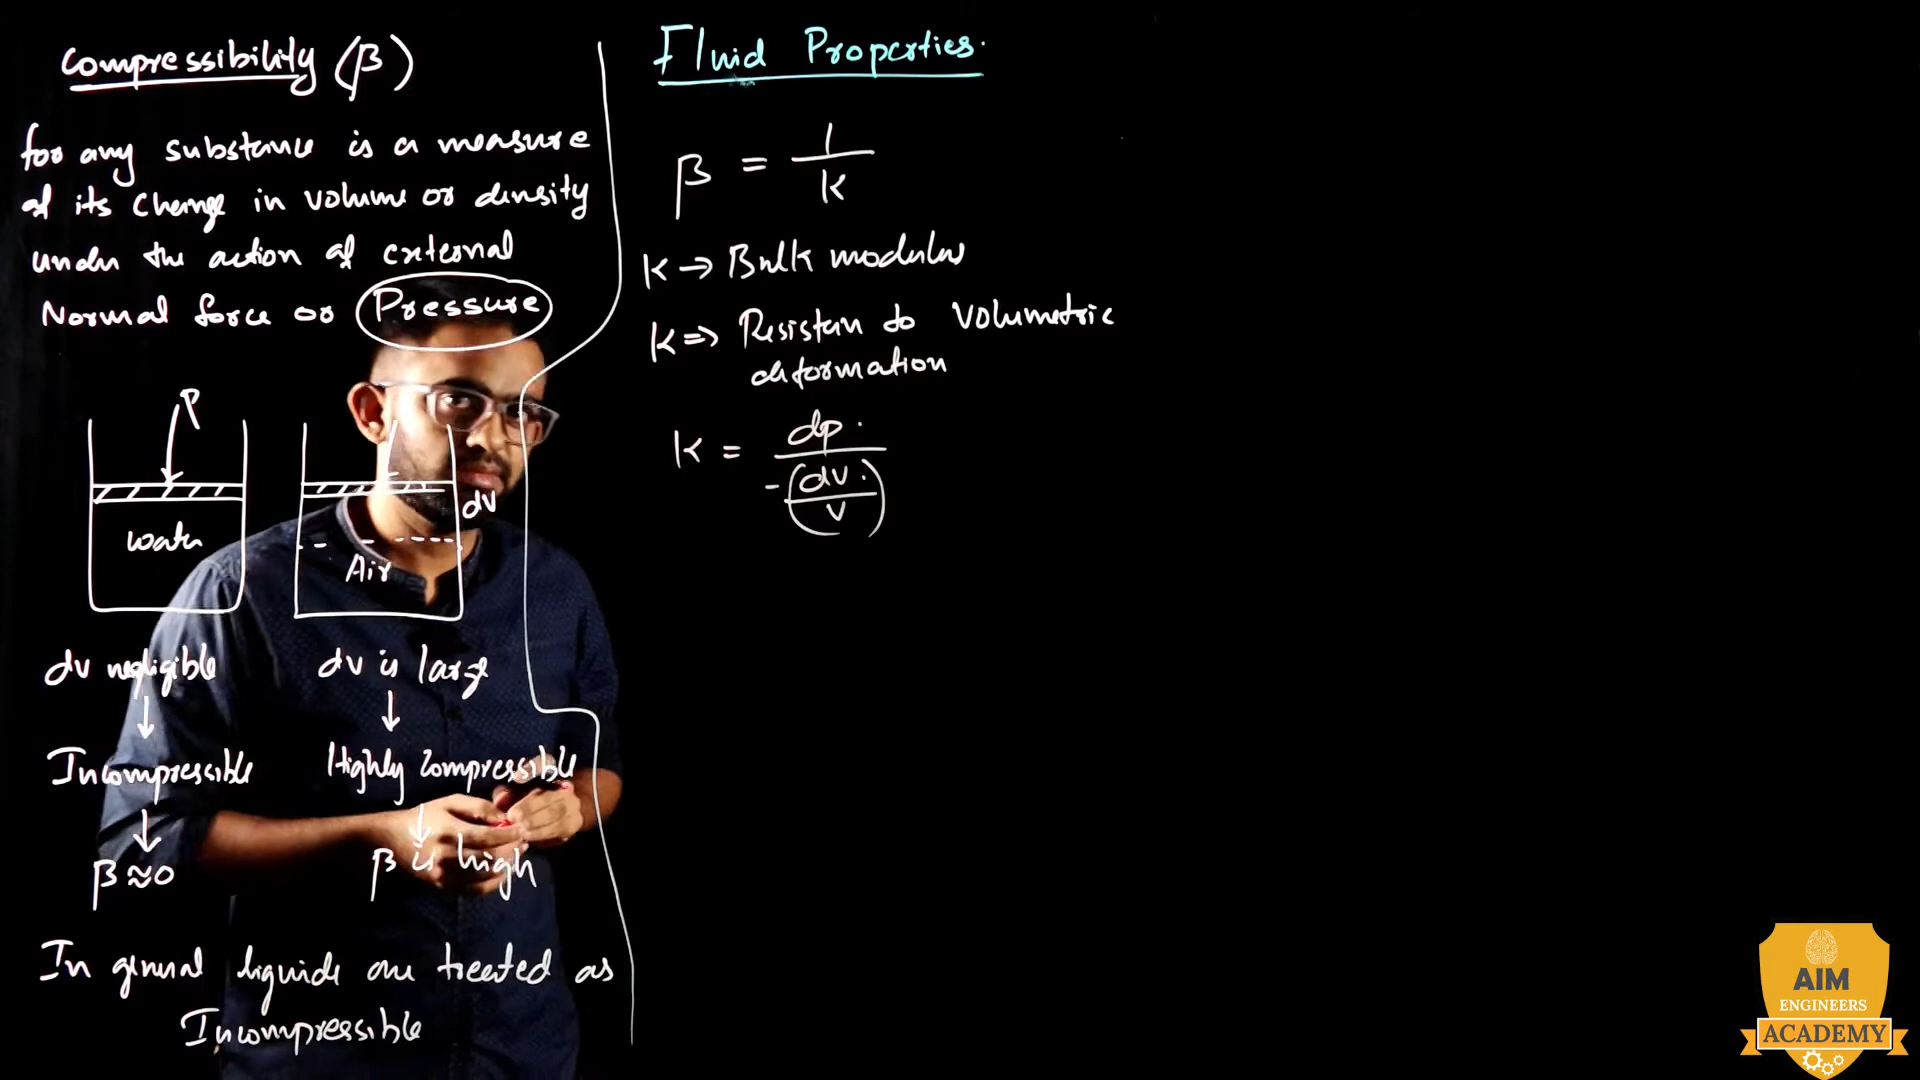 Compressibility (β)
for any substance is a measure
of its change in volume or density
under the action of external
Normal force or Pressure
P
water
dv
Air
dv negligible
dv is large
↓ ↓
Incompressible
Highly compressible
↓ ↓
β ≈ 0
β is high
In general liquids are treated as
Incompressible
Fluid Properties.
β = 1/K
K → Bulk modulus
K ⇒ Resistan to Volumetric
deformation
K = dp. / -(dv./v)
AIM
ENGINEERS
ACADEMY